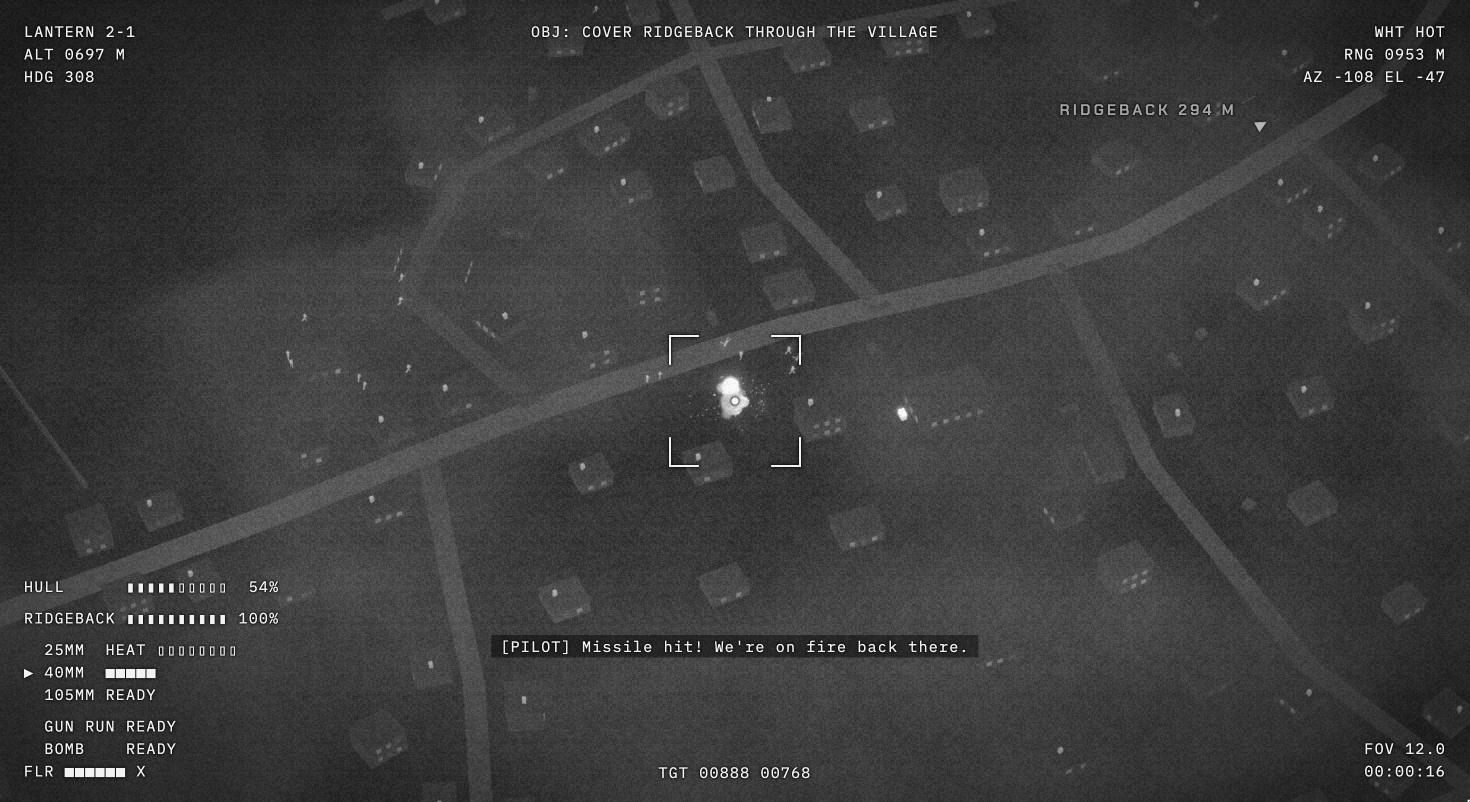 LANTERN 2-1
ALT 0697 M
HDG 308
OBJ: COVER RIDGEBACK THROUGH THE VILLAGE
WHT HOT
RNG 0953 M
AZ -108 EL -47
RIDGEBACK 294 M
HULL 54%
RIDGEBACK 100%
25MM HEAT
40MM
105MM READY
GUN RUN READY
BOMB READY
FLR X
[PILOT] Missile hit! We're on fire back there.
TGT 00888 00768
FOV 12.0
00:00:16